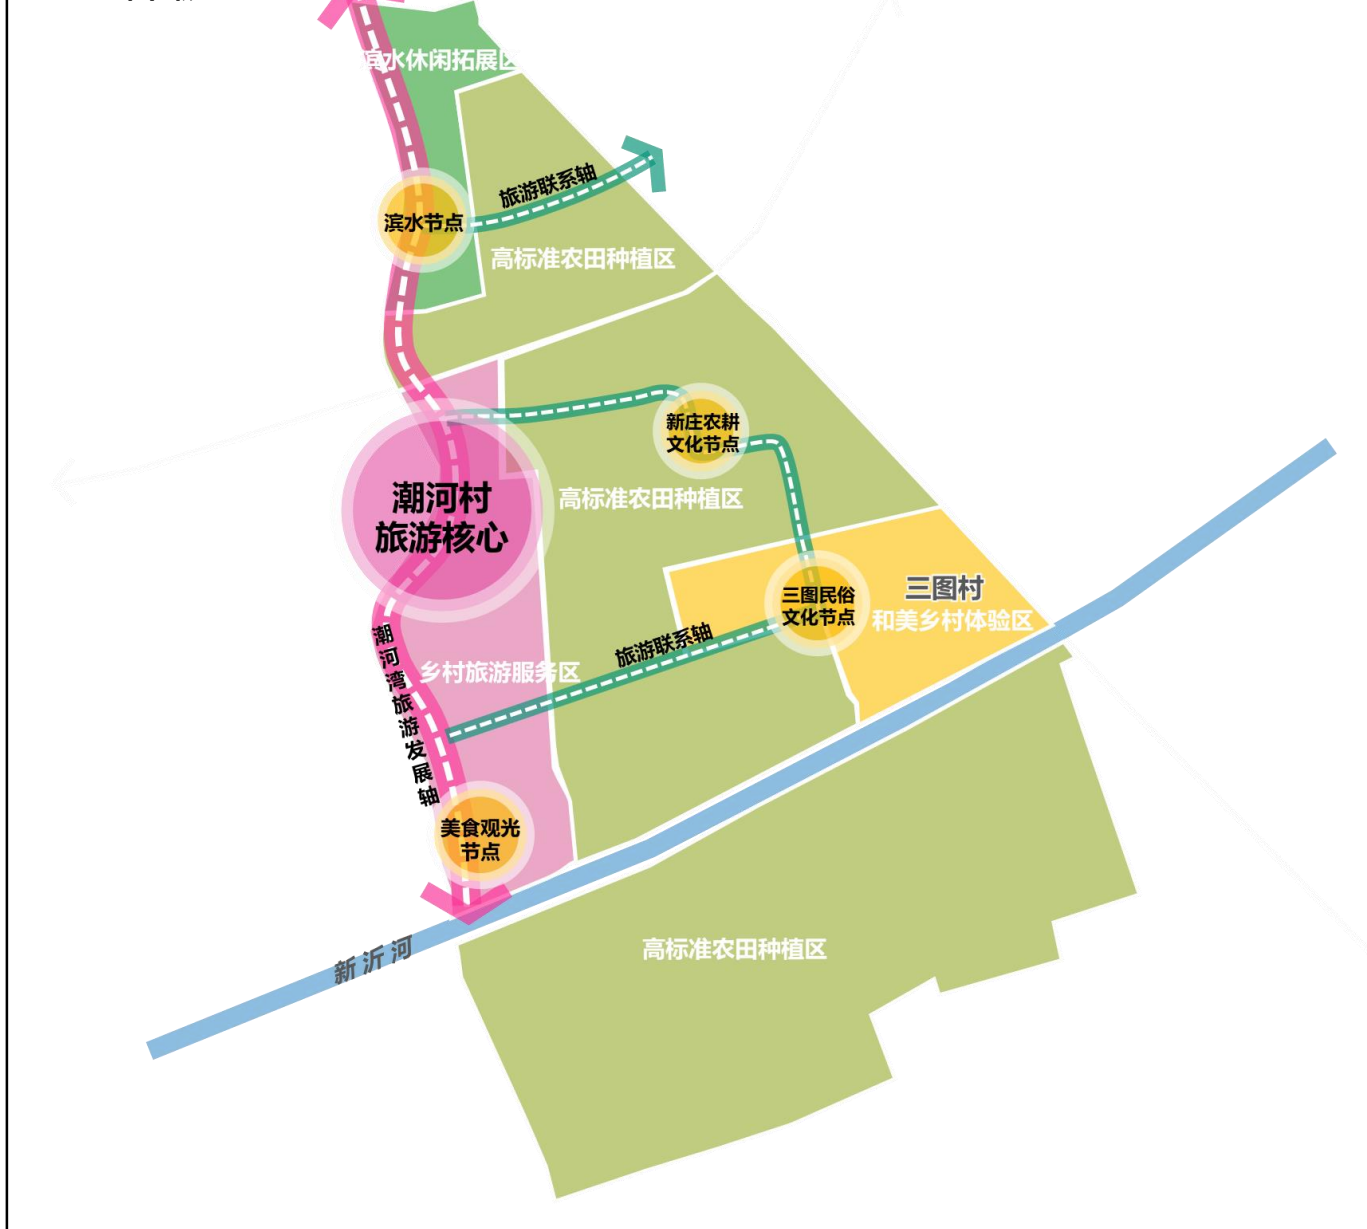 滨水休闲拓展区
旅游联系轴
滨水节点
高标准农田种植区
新庄农耕
文化节点
潮河村
旅游核心
高标准农田种植区
三图村
和美乡村体验区
三图民俗
文化节点
旅游联系轴
乡村旅游服务区
潮河湾旅游发展轴
美食观光
节点
新沂河
高标准农田种植区